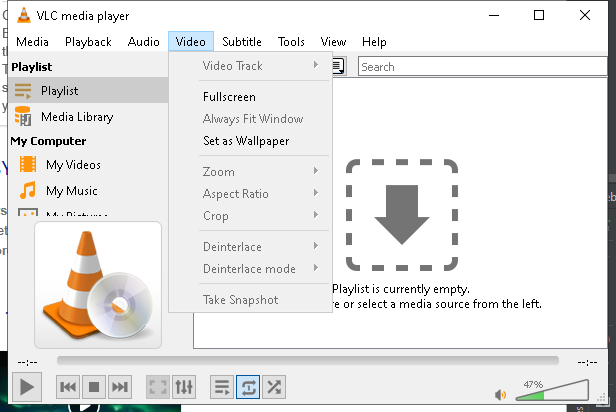 VLC media player
Media Playback Audio Video Subtitle Tools View Help
Playlist
Playlist
Media Library
My Computer
My Videos
My Music
My Pictures
Video Track
Fullscreen
Always Fit Window
Set as Wallpaper
Zoom
Aspect Ratio
Crop
Deinterlace
Deinterlace mode
Take Snapshot
Search
Playlist is currently empty.
re or select a media source from the left.
--:--
--:--
47%